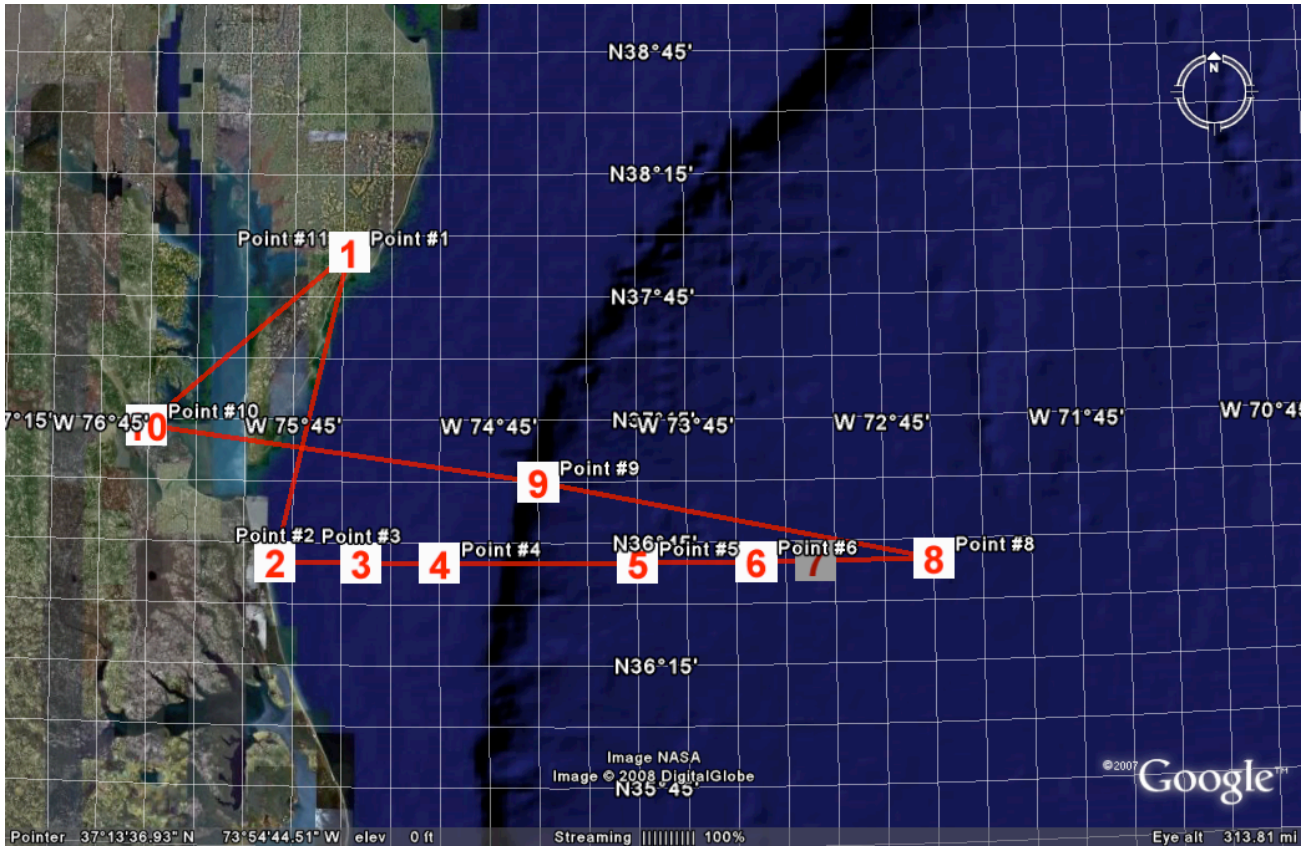 N38°45'
N
N38°15'
Point #11 1 Point #1
N37°45'
Point #10
7°15' W 76°45' 10 W 75°45' W 74°45' W 73°45' W 72°45' W 71°45' W 70°45
9 Point #9
Point #2 Point #3 N36°45'
2 3 4 Point #4 5 Point #5 6 Point #6 7 8 Point #8
N36°15'
Image NASA
Image © 2008 DigitalGlobe
N35°45'
©2007 Google™
Pointer 37°13'36.93" N 73°54'44.51" W elev 0 ft Streaming |||||||||| 100% Eye alt 313.81 mi